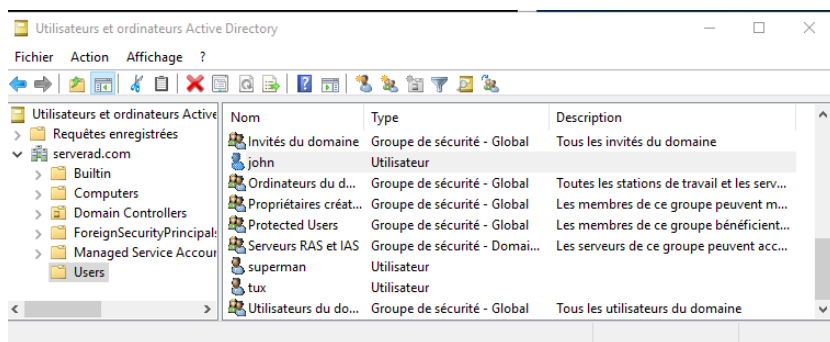 Utilisateurs et ordinateurs Active Directory
Fichier Action Affichage ?
Utilisateurs et ordinateurs Active
Requêtes enregistrées
serverad.com
Builtin
Computers
Domain Controllers
ForeignSecurityPrincipal
Managed Service Accour
Users
Nom Type Description
Invités du domaine Groupe de sécurité - Global Tous les invités du domaine
john Utilisateur
Ordinateurs du d... Groupe de sécurité - Global Toutes les stations de travail et les serv...
Propriétaires créat... Groupe de sécurité - Global Les membres de ce groupe peuvent m...
Protected Users Groupe de sécurité - Global Les membres de ce groupe bénéficient...
Serveurs RAS et IAS Groupe de sécurité - Domai... Les serveurs de ce groupe peuvent acc...
superman Utilisateur
tux Utilisateur
Utilisateurs du do... Groupe de sécurité - Global Tous les utilisateurs du domaine